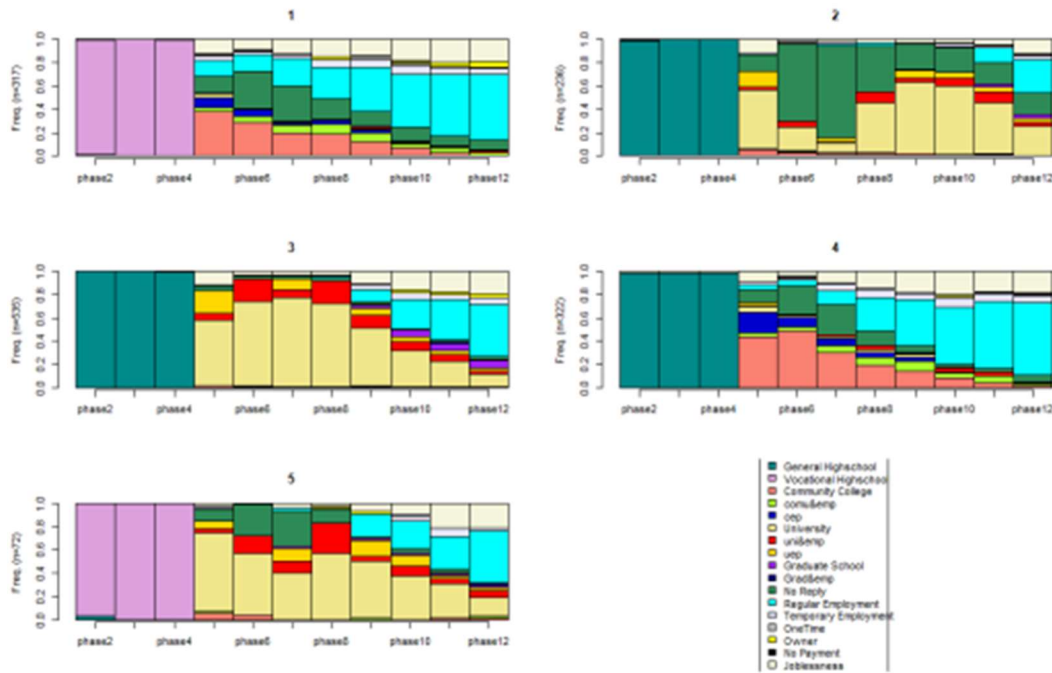 1
Freq. (n=317)
0.0 0.2 0.4 0.6 0.8 1.0
phase2 phase4 phase6 phase8 phase10 phase12
2
0.0 0.2 0.4 0.6 0.8 1.0
phase2 phase4 phase6 phase8 phase10 phase12
3
Freq. (n=535)
0.0 0.2 0.4 0.6 0.8 1.0
phase2 phase4 phase6 phase8 phase10 phase12
4
Freq. (n=322)
0.0 0.2 0.4 0.6 0.8 1.0
phase2 phase4 phase6 phase8 phase10 phase12
5
Freq. (n=72)
0.0 0.2 0.4 0.6 0.8 1.0
phase2 phase4 phase6 phase8 phase10 phase12
General Highschool
Vocational Highschool
Community College
comu&emp
cep
University
uni&emp
uep
Graduate School
Grad&emp
No Reply
Regular Employment
Temporary Employment
OneTime
Owner
No Payment
Joblessness